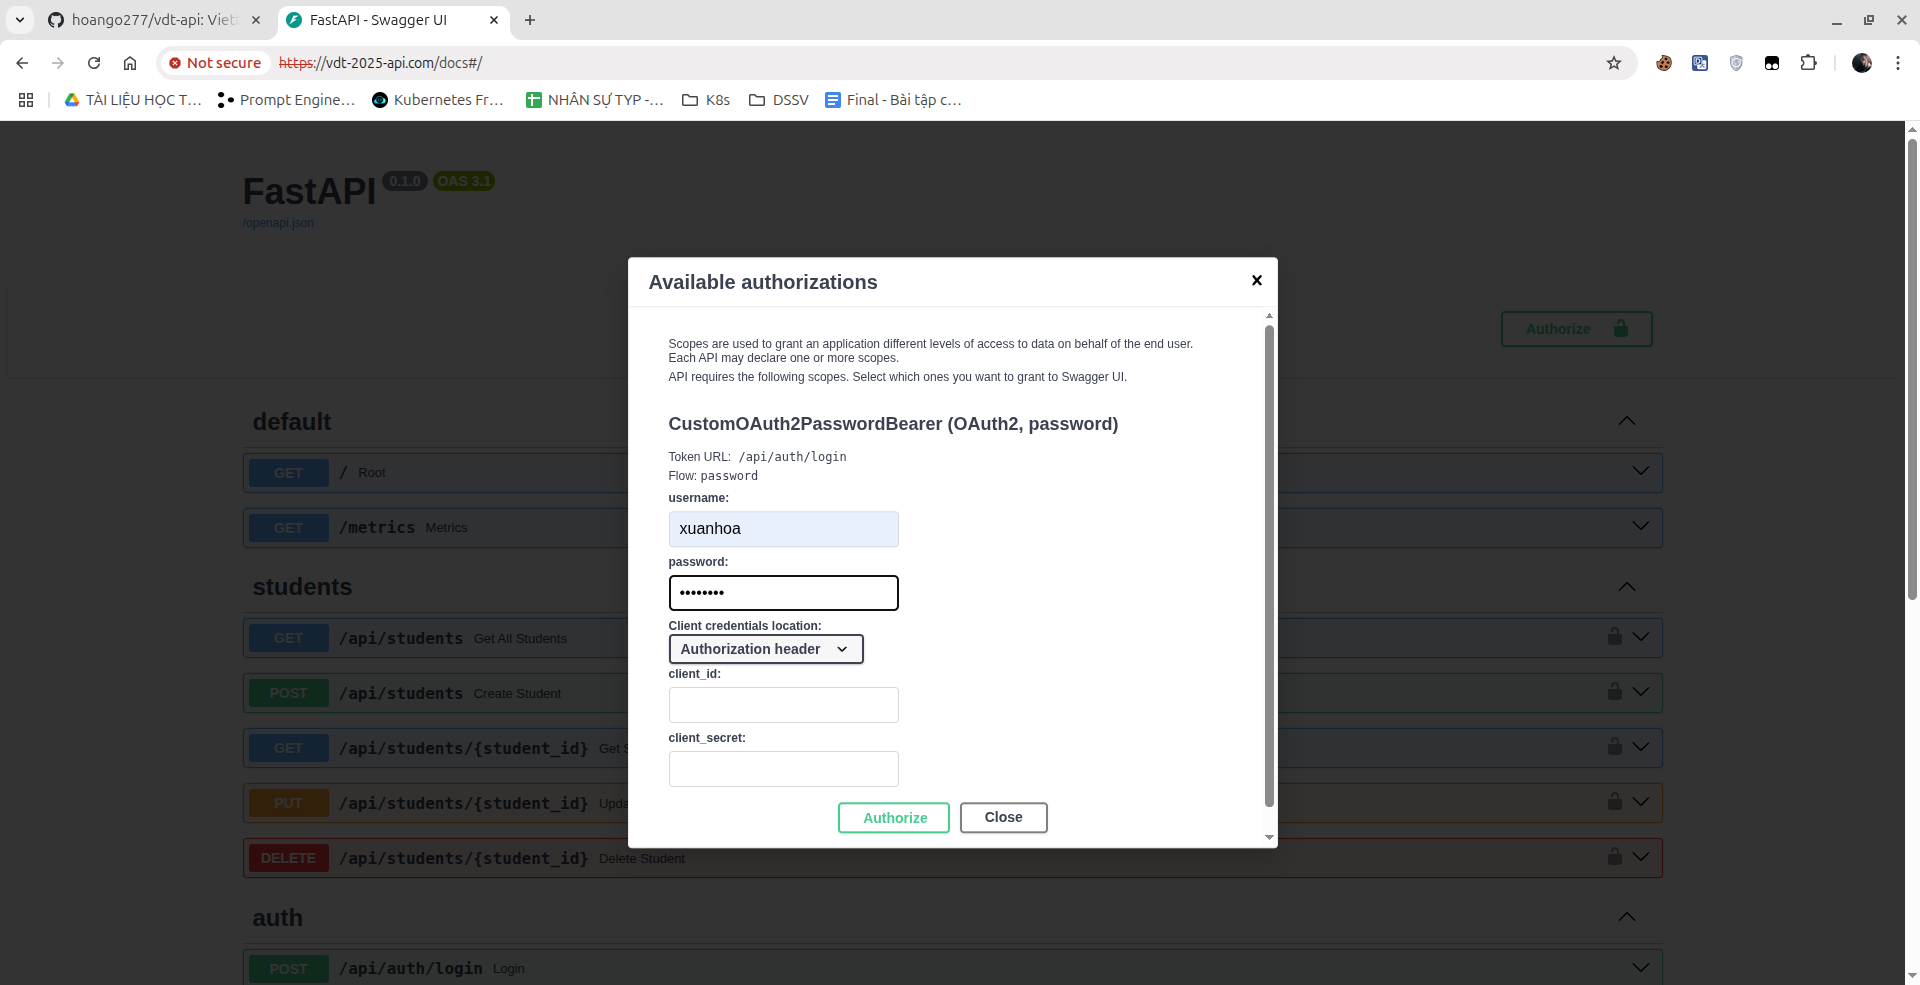 hoango277/vdt-api: Viet
FastAPI - Swagger UI
Not secure
https://vdt-2025-api.com/docs#/
TÀI LIỆU HỌC T…
Prompt Engine…
Kubernetes Fr…
NHÂN SỰ TYP -…
K8s
DSSV
Final - Bài tập c…
FastAPI 0.1.0 OAS 3.1
/openapi.json
Available authorizations
Authorize
Scopes are used to grant an application different levels of access to data on behalf of the end user.
Each API may declare one or more scopes.
API requires the following scopes. Select which ones you want to grant to Swagger UI.
CustomOAuth2PasswordBearer (OAuth2, password)
Token URL: /api/auth/login
Flow: password
username:
xuanhoa
password:
••••••••
Client credentials location:
Authorization header
client_id:
client_secret:
Authorize
Close
default
GET / Root
GET /metrics Metrics
students
GET /api/students Get All Students
POST /api/students Create Student
GET /api/students/{student_id} Get S
PUT /api/students/{student_id} Upda
DELETE /api/students/{student_id} Delete Student
auth
POST /api/auth/login Login